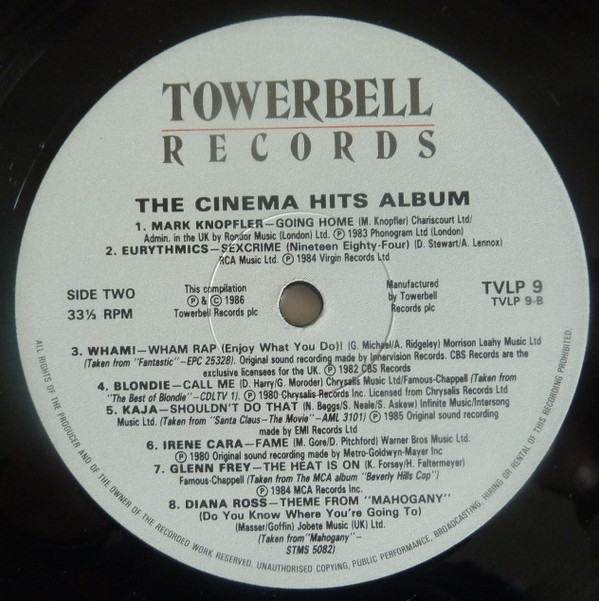 TOWERBELL
RECORDS
THE CINEMA HITS ALBUM
1. MARK KNOPFLER—GOING HOME (M. Knopfler) Chariscourt Ltd/
Admin. in the UK by Rondor Music (London) Ltd. Ⓟ 1983 Phonogram Ltd (London)
2. EURYTHMICS—SEXCRIME (Nineteen Eighty-Four) (D. Stewart/A. Lennox)
RCA Music Ltd. Ⓟ 1984 Virgin Records Ltd
SIDE TWO
33⅓ RPM
This compilation
Ⓟ & © 1986
Towerbell Records plc
Manufactured
by Towerbell
Records plc
TVLP 9
TVLP 9-B
3. WHAM!—WHAM RAP (Enjoy What You Do)! (G. Michael/A. Ridgeley) Morrison Leahy Music Ltd
(Taken from "Fantastic"—EPC 25328). Original sound recording made by Innervision Records. CBS Records are the
exclusive licensees for the UK. Ⓟ 1982 CBS Records
4. BLONDIE—CALL ME (D. Harry/G. Moroder) Chrysalis Music Ltd/Famous-Chappell (Taken from
"The Best of Blondie"—CDLTV 1). Ⓟ 1980 Chrysalis Records Inc. Licensed from Chrysalis Records Ltd
5. KAJA—SHOULDN'T DO THAT (N. Beggs/S. Neale/S. Askew) Infinite Music/Intersong
Music Ltd. (Taken from "Santa Claus—The Movie"—AML 3101) Ⓟ 1985 Original sound recording
made by EMI Records Ltd
6. IRENE CARA—FAME (M. Gore/D. Pitchford) Warner Bros Music Ltd.
Ⓟ 1980 Original sound recording made by Metro-Goldwyn-Mayer Inc
7. GLENN FREY—THE HEAT IS ON (K. Forsey/H. Faltermeyer)
Famous-Chappell (Taken From The MCA album "Beverly Hills Cop")
Ⓟ 1984 MCA Records Inc.
8. DIANA ROSS—THEME FROM "MAHOGANY"
(Do You Know Where You're Going To)
(Masser/Goffin) Jobete Music (UK) Ltd.
(Taken from "Mahogany"—
STMS 5082)
ALL RIGHTS OF THE PRODUCER AND OF THE OWNER OF THE RECORDED WORK RESERVED. UNAUTHORISED COPYING, PUBLIC PERFORMANCE, BROADCASTING, HIRING OR RENTAL OF THIS RECORDING PROHIBITED.